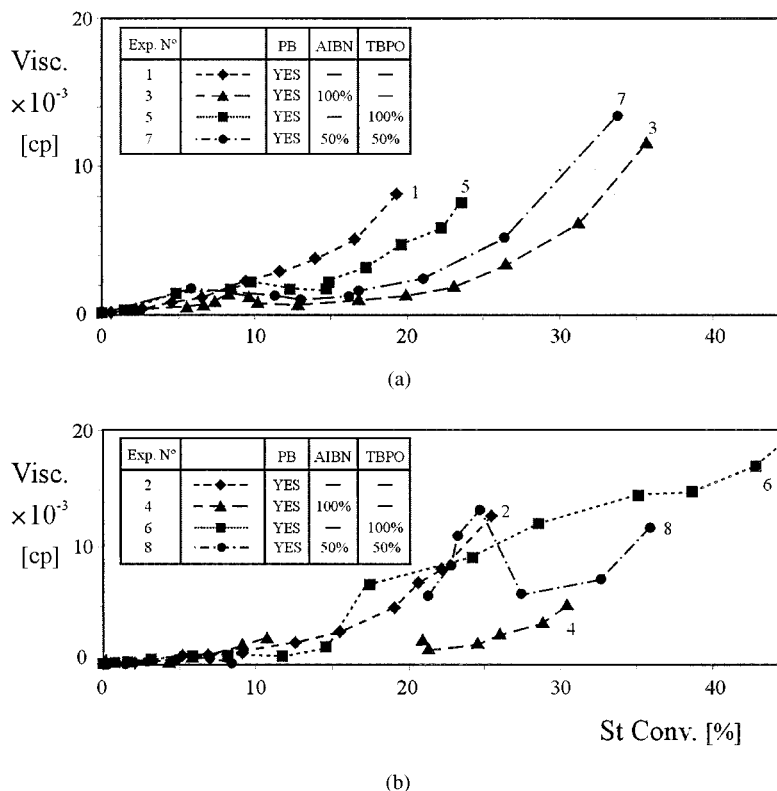 20
Visc.
×10⁻³
[cp]
10
0
Exp. Nº PB AIBN TBPO
1 YES — —
3 YES 100% —
5 YES — 100%
7 YES 50% 50%
7
3
1
5
0 10 20 30 40
(a)
20
Visc.
×10⁻³
[cp]
10
0
Exp. Nº PB AIBN TBPO
2 YES — —
4 YES 100% —
6 YES — 100%
8 YES 50% 50%
2
6
8
4
0 10 20 30 40
St Conv. [%]
(b)